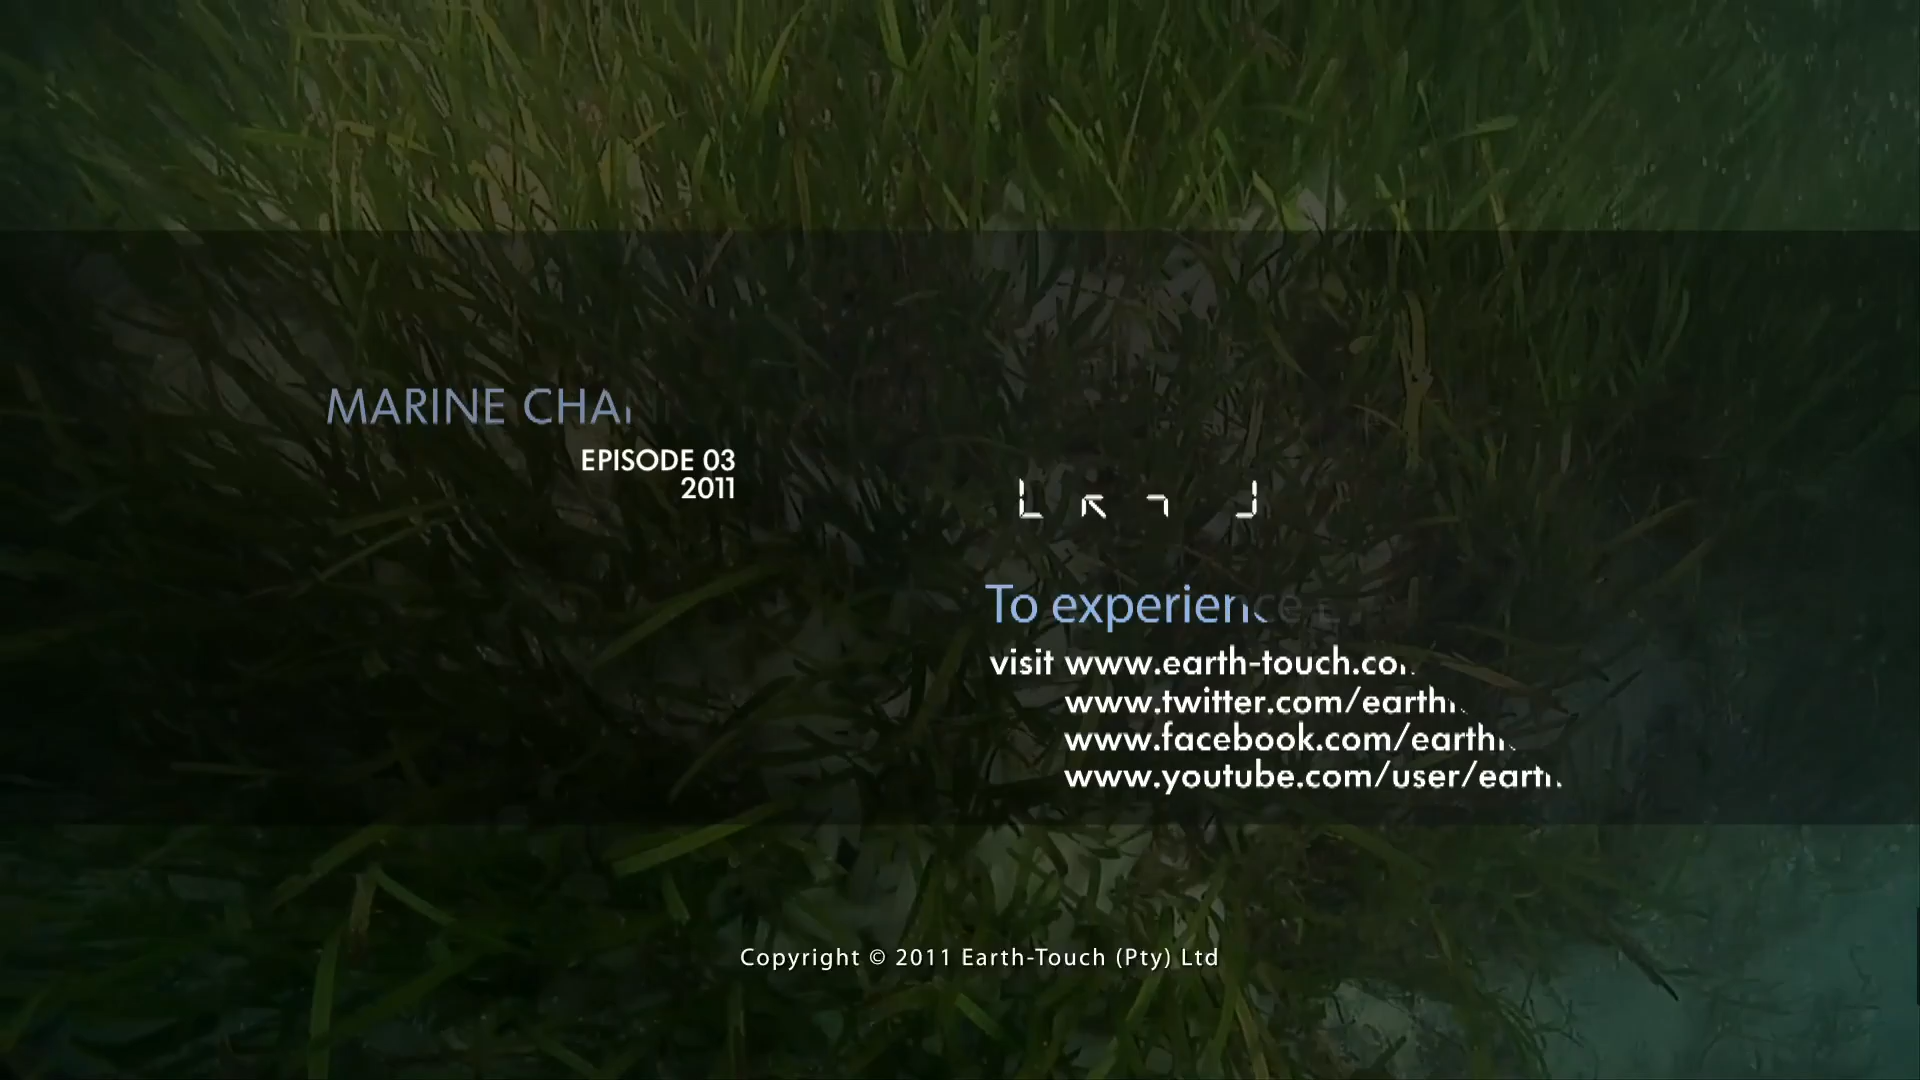 MARINE CHA
EPISODE 03
2011
To experience
visit www.earth-touch.co
www.twitter.com/earth
www.facebook.com/earth
www.youtube.com/user/eart
Copyright © 2011 Earth-Touch (Pty) Ltd